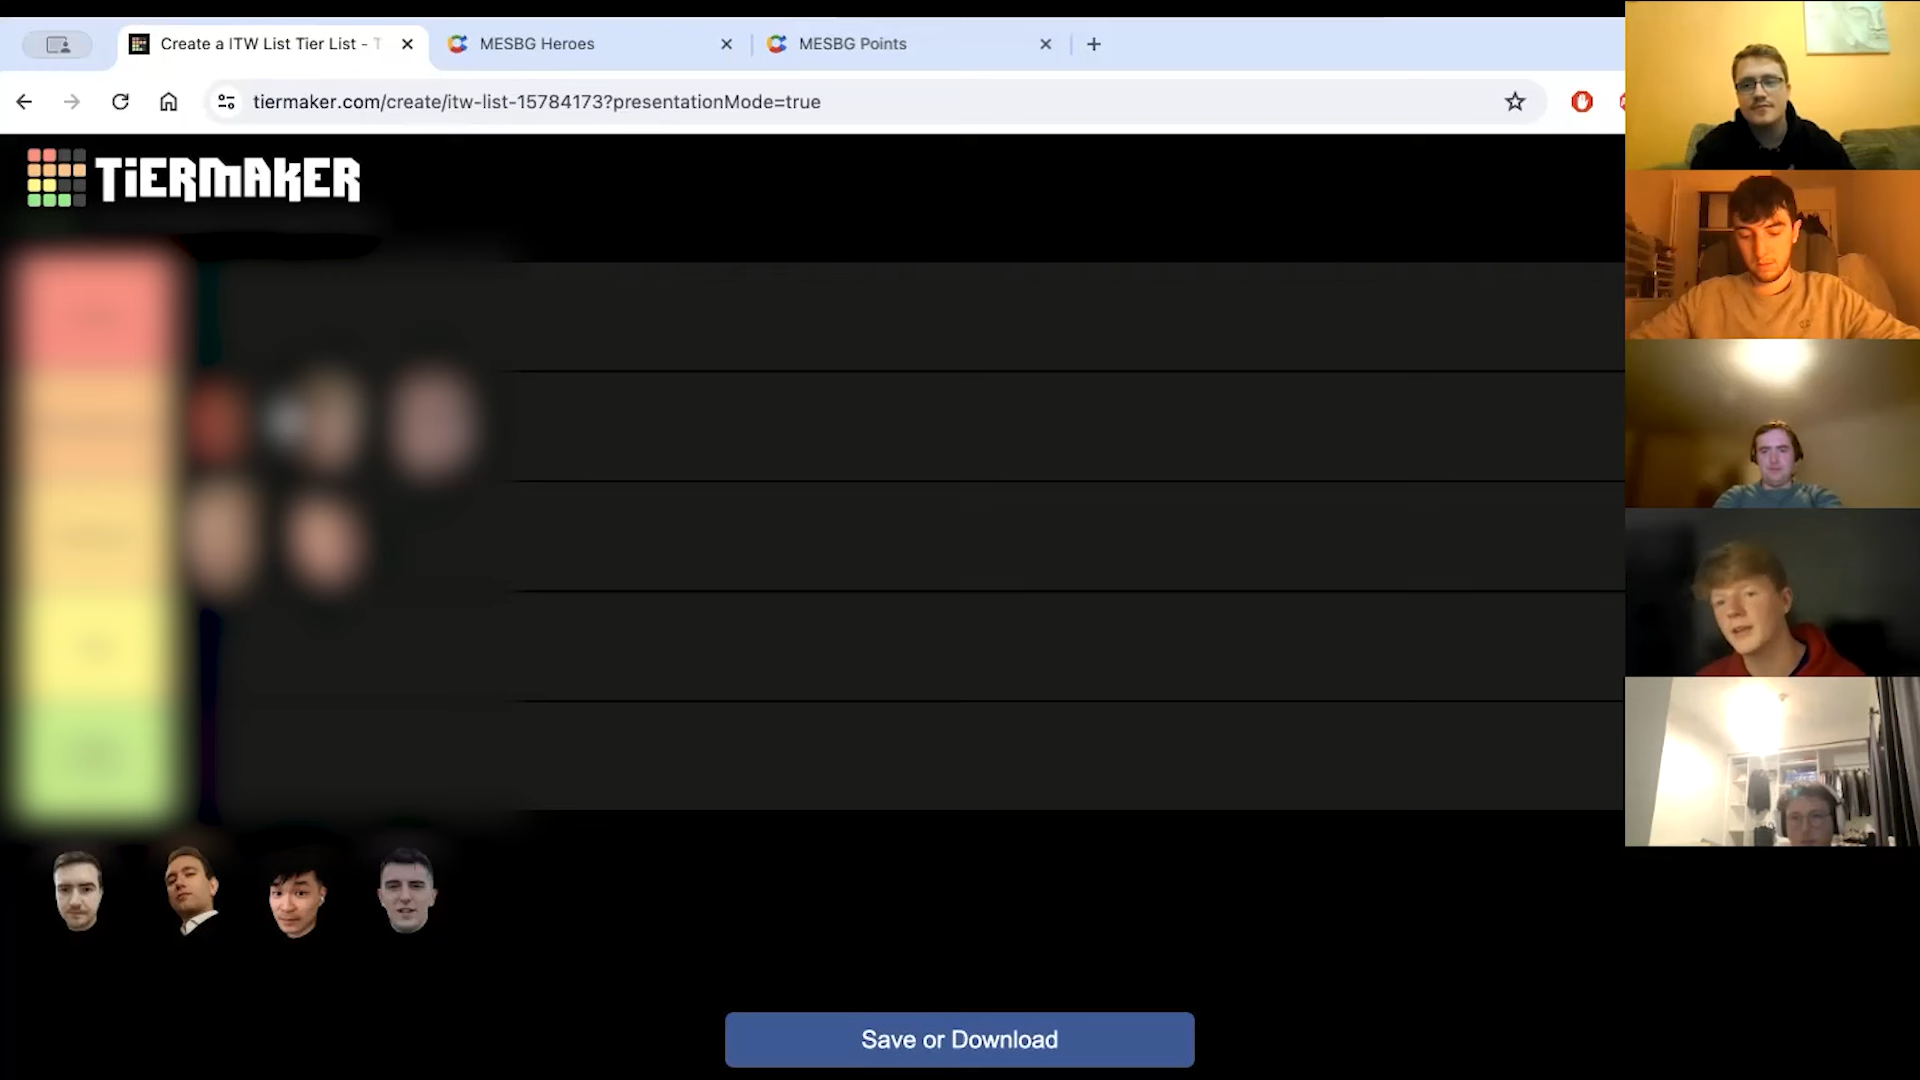 Create a ITW List Tier List - T
MESBG Heroes
MESBG Points
tiermaker.com/create/itw-list-15784173?presentationMode=true
TiERMAKER
Save or Download